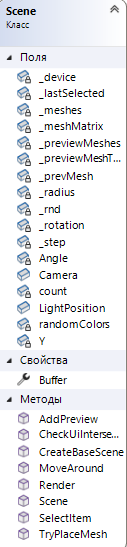 Scene
Класс
Поля
_device
_lastSelected
_meshes
_meshMatrix
_previewMeshes
_previewMeshT...
_prevMesh
_radius
_rnd
_rotation
_step
Angle
Camera
count
LightPosition
randomColors
Y
Свойства
Buffer
Методы
AddPreview
CheckUiInterse...
CreateBaseScene
MoveAround
Render
Scene
SelectItem
TryPlaceMesh